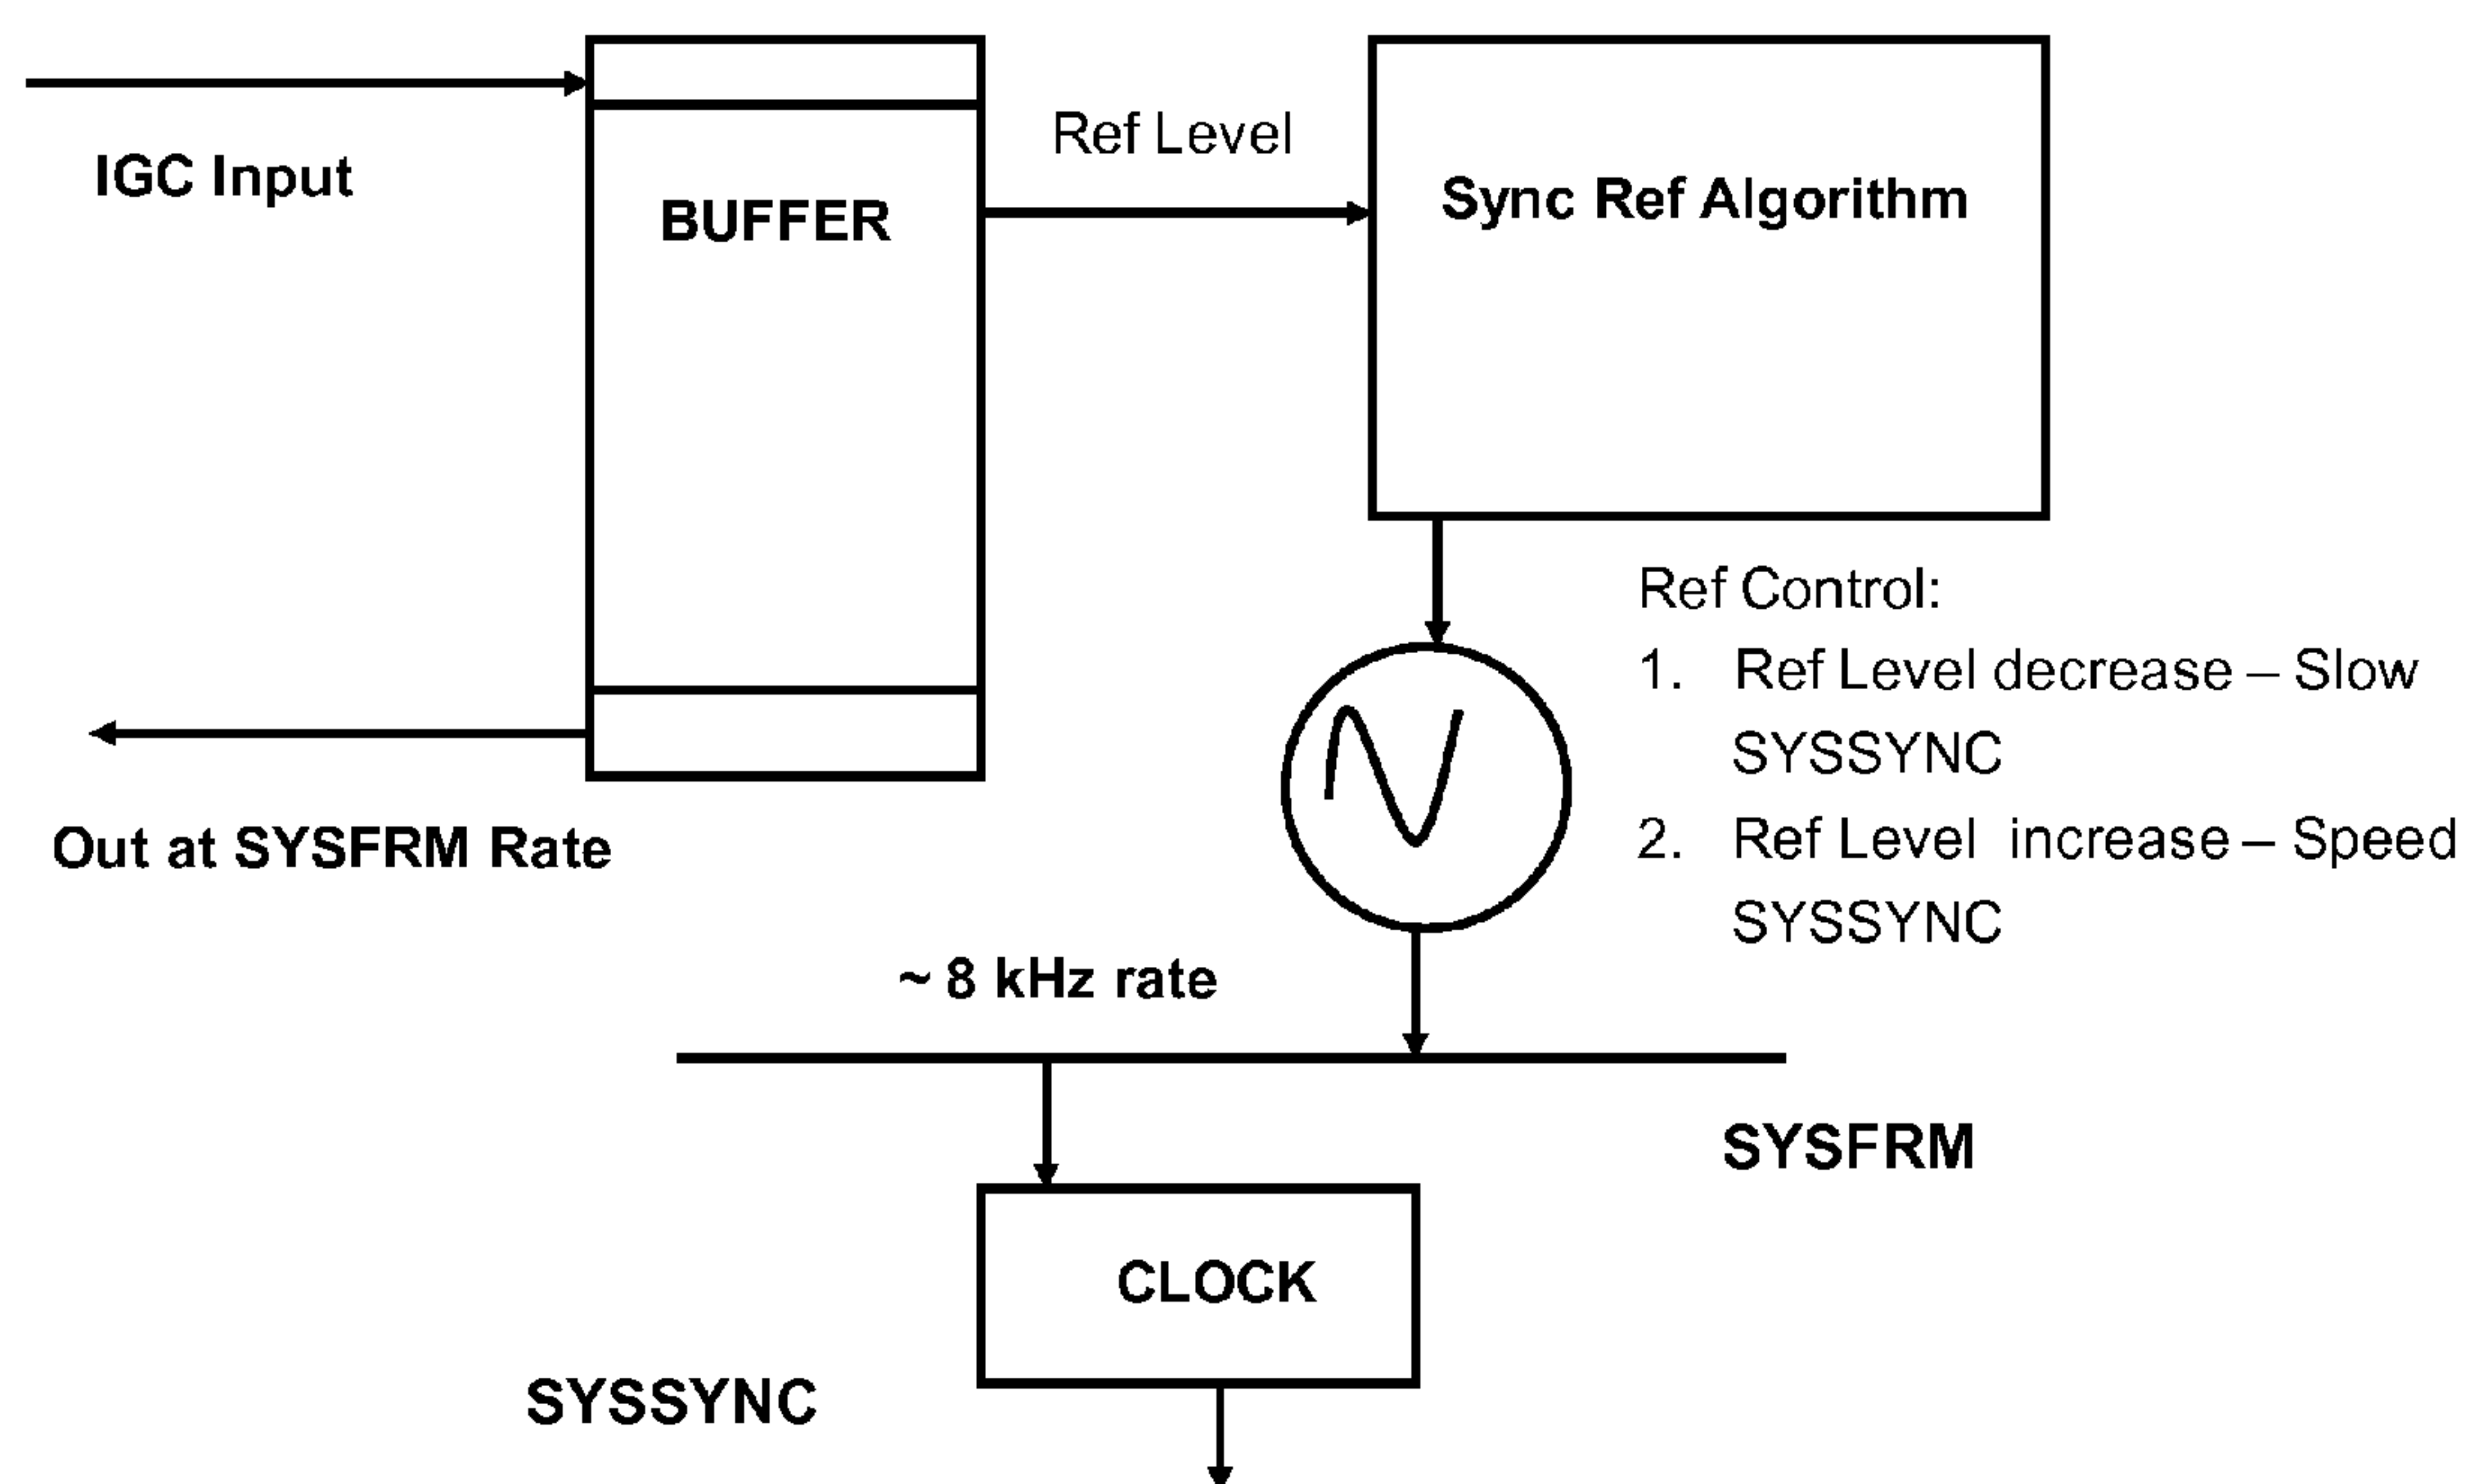 IGC Input
BUFFER
Ref Level
Sync Ref Algorithm
Ref Control:
1. Ref Level decrease – Slow
SYSSYNC
2. Ref Level increase – Speed
SYSSYNC
Out at SYSFRM Rate
~ 8 kHz rate
SYSFRM
CLOCK
SYSSYNC